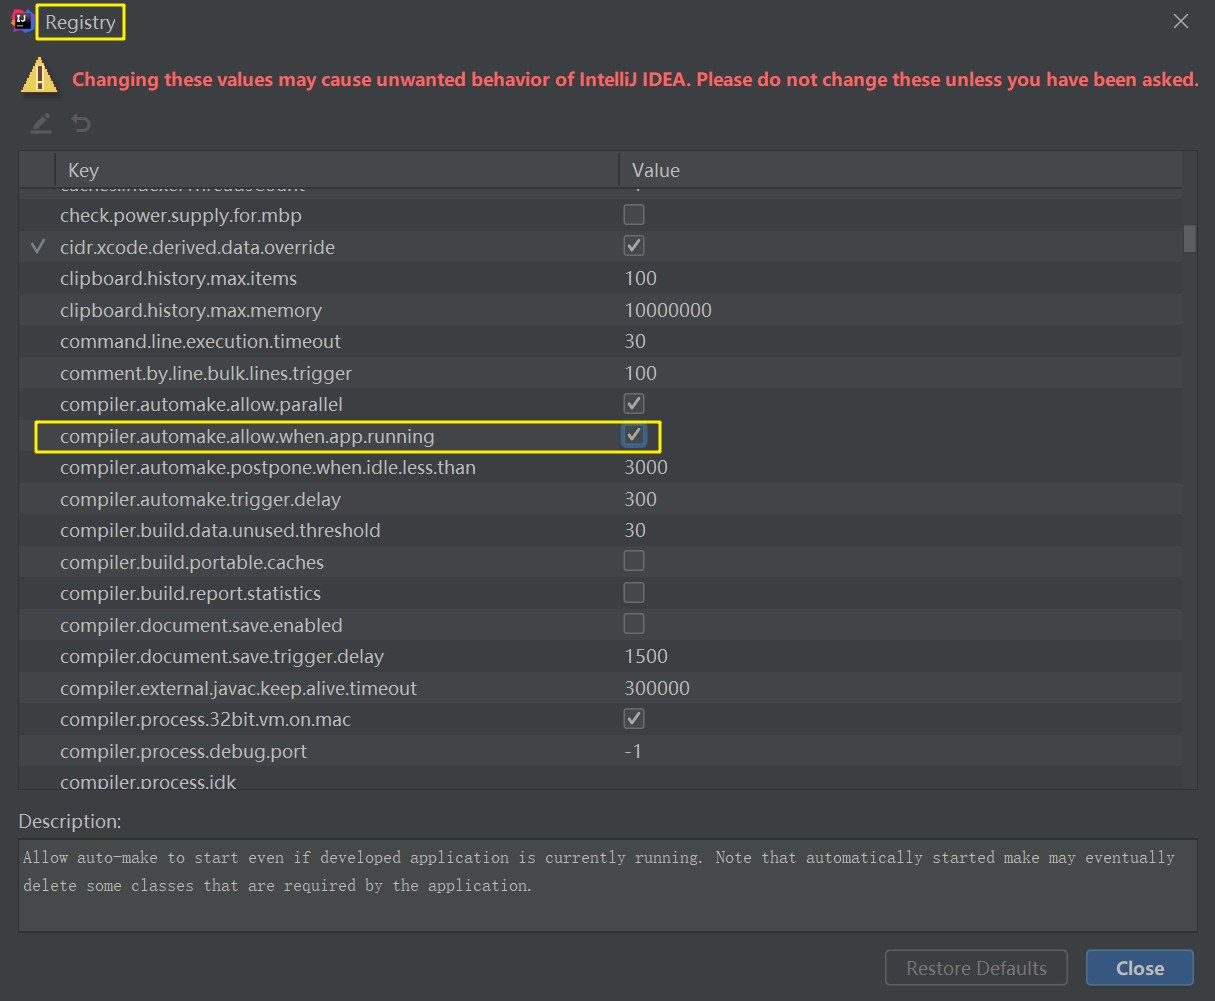 Registry
Changing these values may cause unwanted behavior of IntelliJ IDEA. Please do not change these unless you have been asked.
Key Value
check.power.supply.for.mbp
cidr.xcode.derived.data.override
clipboard.history.max.items 100
clipboard.history.max.memory 10000000
command.line.execution.timeout 30
comment.by.line.bulk.lines.trigger 100
compiler.automake.allow.parallel
compiler.automake.allow.when.app.running
compiler.automake.postpone.when.idle.less.than 3000
compiler.automake.trigger.delay 300
compiler.build.data.unused.threshold 30
compiler.build.portable.caches
compiler.build.report.statistics
compiler.document.save.enabled
compiler.document.save.trigger.delay 1500
compiler.external.javac.keep.alive.timeout 300000
compiler.process.32bit.vm.on.mac
compiler.process.debug.port -1
compiler.process.jdk
Description:
Allow auto-make to start even if developed application is currently running. Note that automatically started make may eventually
delete some classes that are required by the application.
Restore Defaults Close